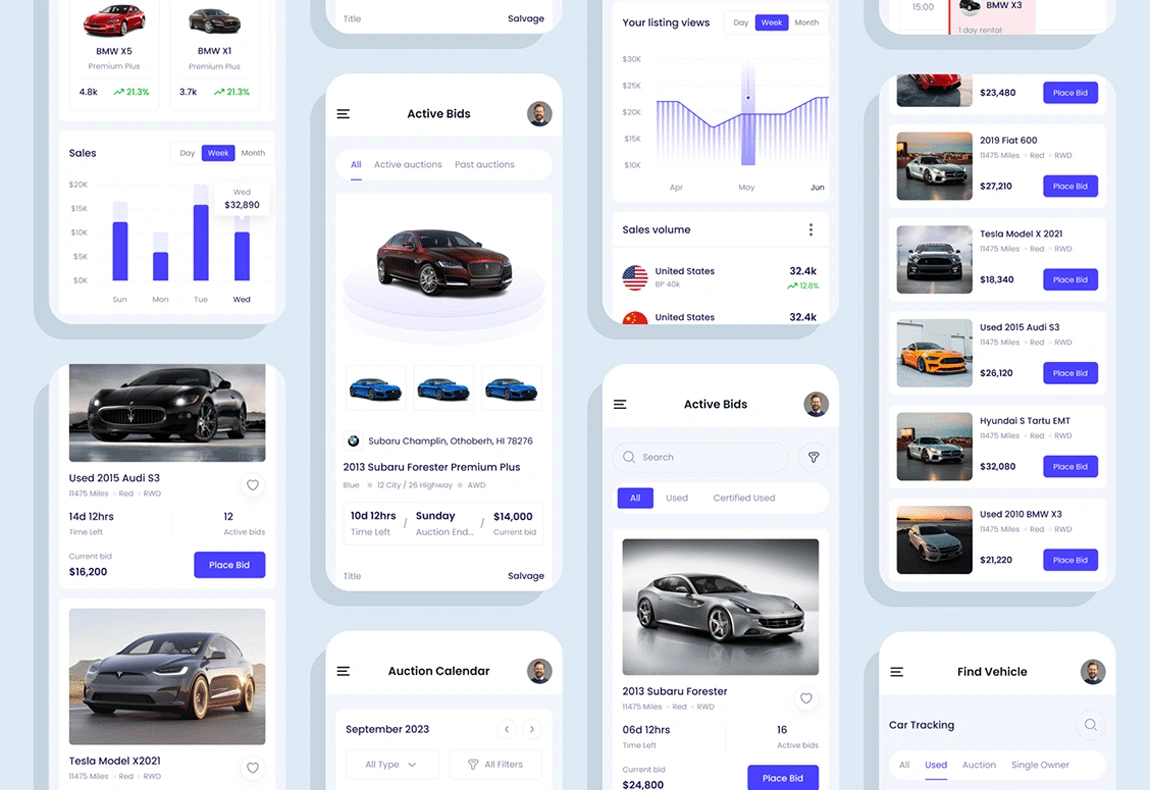 BMW X5
BMW X1
Premium Plus
Premium Plus
4.8k
21.3%
3.7k
21.3%
Sales
Day
Week
Month
$20K
$15K
$10K
$5K
$0K
Wed
$32,890
Sun
Mon
Tue
Wed
Used 2015 Audi S3
11475 Miles
Red
RWD
14d 12hrs
12
Time Left
Active bids
Current bid
$16,200
Place Bid
Tesla Model X2021
11475 Miles
Red
RWD
Title
Salvage
Active Bids
All
Active auctions
Past auctions
Subaru Champlin, Othoberh, HI 78276
2013 Subaru Forester Premium Plus
Blue
12 City / 26 Highway
AWD
10d 12hrs
/
Sunday
/
$14,000
Time Left
Auction End...
Current bid
Title
Salvage
Auction Calendar
September 2023
All Type
All Filters
Your listing views
Day
Week
Month
$30K
$25K
$20K
$15K
$10K
Apr
May
Jun
Sales volume
United States
32.4k
BP 40k
12.8%
United States
32.4k
Active Bids
Search
All
Used
Certified Used
2013 Subaru Forester
11475 Miles
Red
RWD
06d 12hrs
16
Time Left
Active bids
Current bid
$24,800
Place Bid
15:00
BMW X3
1 day rental
$23,480
Place Bid
2019 Fiat 600
11475 Miles
Red
RWD
$27,210
Place Bid
Tesla Model X 2021
11475 Miles
Red
RWD
$18,340
Place Bid
Used 2015 Audi S3
11475 Miles
Red
RWD
$26,120
Place Bid
Hyundai S Tartu EMT
11475 Miles
Red
RWD
$32,080
Place Bid
Used 2010 BMW X3
11475 Miles
Red
RWD
$21,220
Place Bid
Find Vehicle
Car Tracking
All
Used
Auction
Single Owner